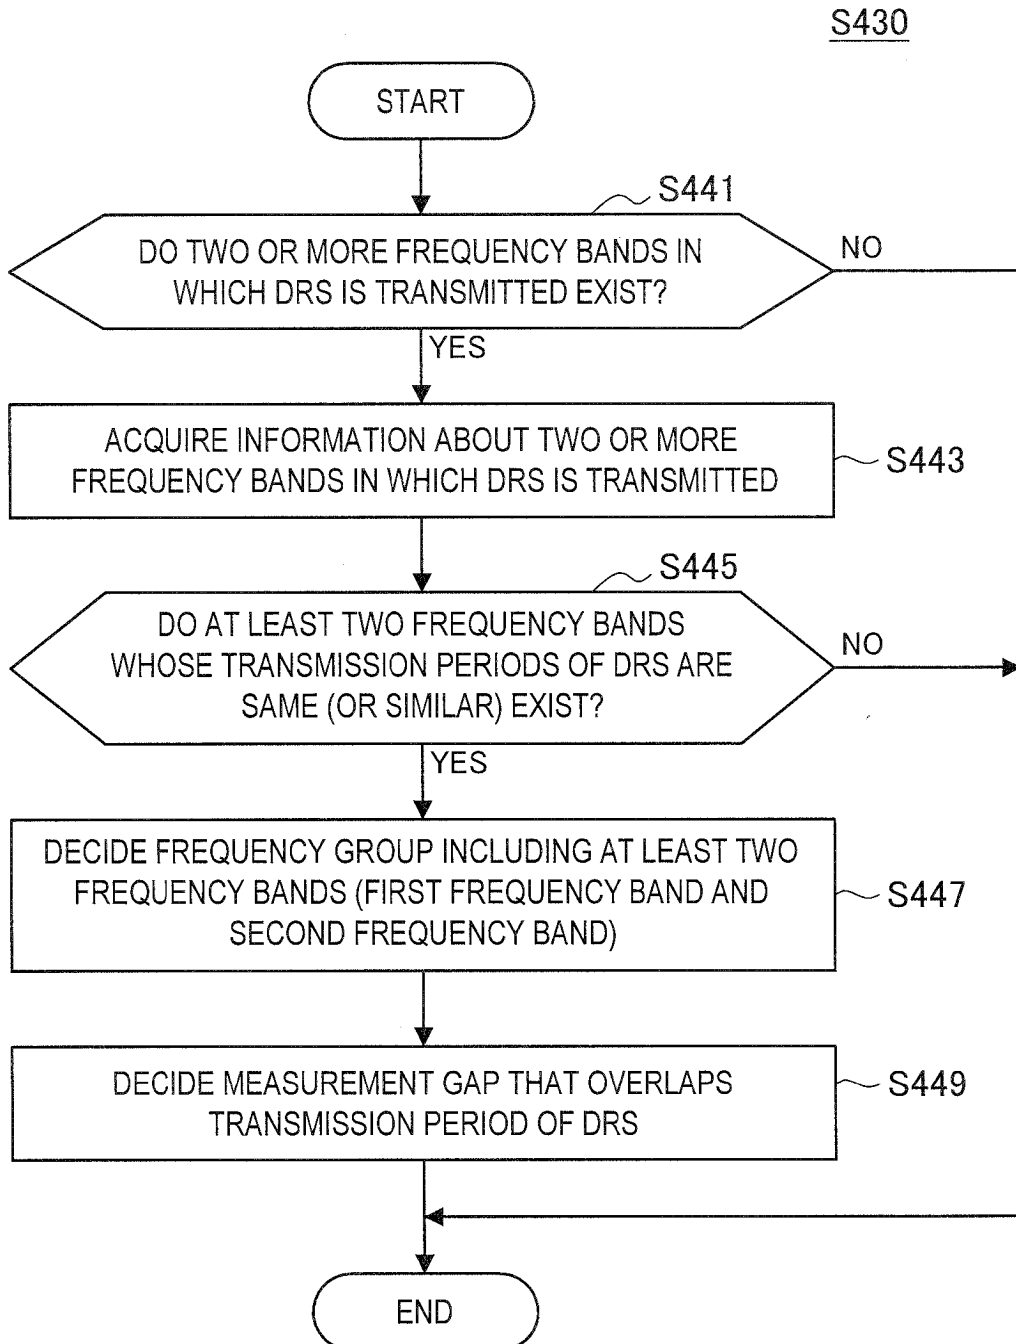 S430
START
S441
DO TWO OR MORE FREQUENCY BANDS IN
WHICH DRS IS TRANSMITTED EXIST?
NO
YES
ACQUIRE INFORMATION ABOUT TWO OR MORE
FREQUENCY BANDS IN WHICH DRS IS TRANSMITTED
S443
S445
DO AT LEAST TWO FREQUENCY BANDS
WHOSE TRANSMISSION PERIODS OF DRS ARE
SAME (OR SIMILAR) EXIST?
NO
YES
DECIDE FREQUENCY GROUP INCLUDING AT LEAST TWO
FREQUENCY BANDS (FIRST FREQUENCY BAND AND
SECOND FREQUENCY BAND)
S447
DECIDE MEASUREMENT GAP THAT OVERLAPS
TRANSMISSION PERIOD OF DRS
S449
END